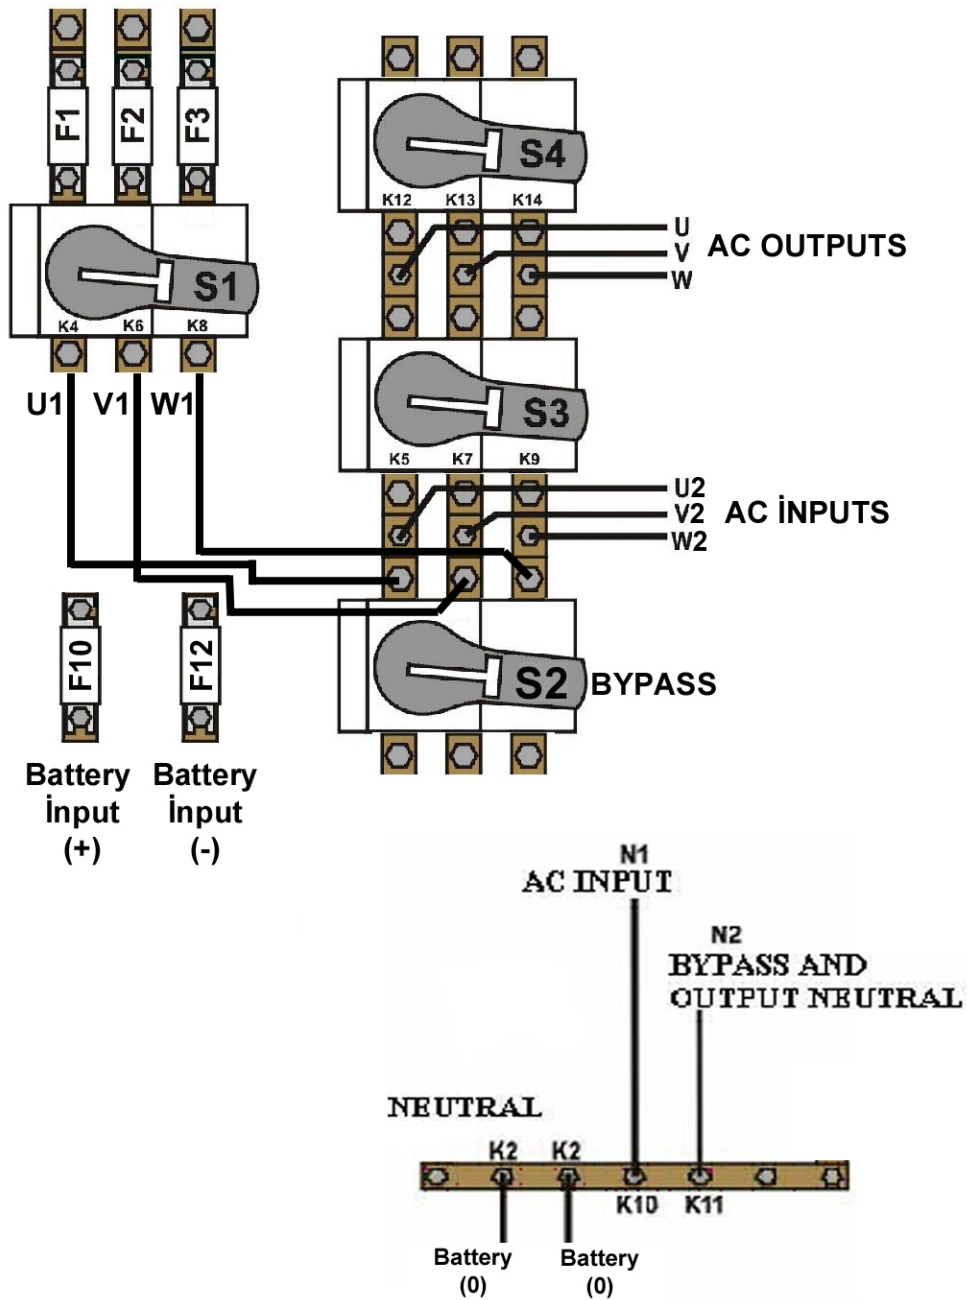 F1 F2 F3
S1
K4 K6 K8
U1 V1 W1
S4
K12 K13 K14
U
V AC OUTPUTS
W
S3
K5 K7 K9
U2
V2 AC İNPUTS
W2
S2 BYPASS
F10 F12
Battery Battery
İnput İnput
(+) (-)
N1
AC INPUT
N2
BYPASS AND
OUTPUT NEUTRAL
NEUTRAL
K2 K2
K10 K11
Battery Battery
(0) (0)